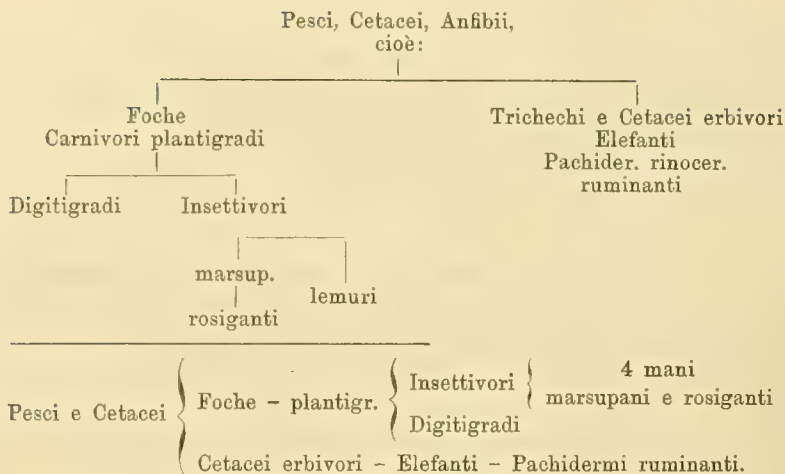 Pesci, Cetacei, Anfibii,
cioè:
Foche
Carnivori plantigradi
Trichechi e Cetacei erbivori
Elefanti
Pachider. rinocer.
ruminanti
Digitigradi Insettivori
marsup.
lemuri
rosiganti
Pesci e Cetacei
Foche – plantigr.
Insettivori
4 mani
marsupani e rosiganti
Digitigradi
Cetacei erbivori – Elefanti – Pachidermi ruminanti.